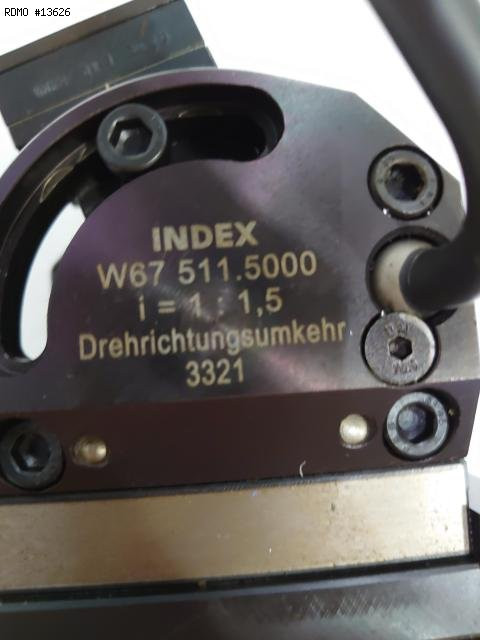 RDMO #13626
INDEX
W67 511.5000
i = 1 : 1,5
Drehrichtungsumkehr
3321